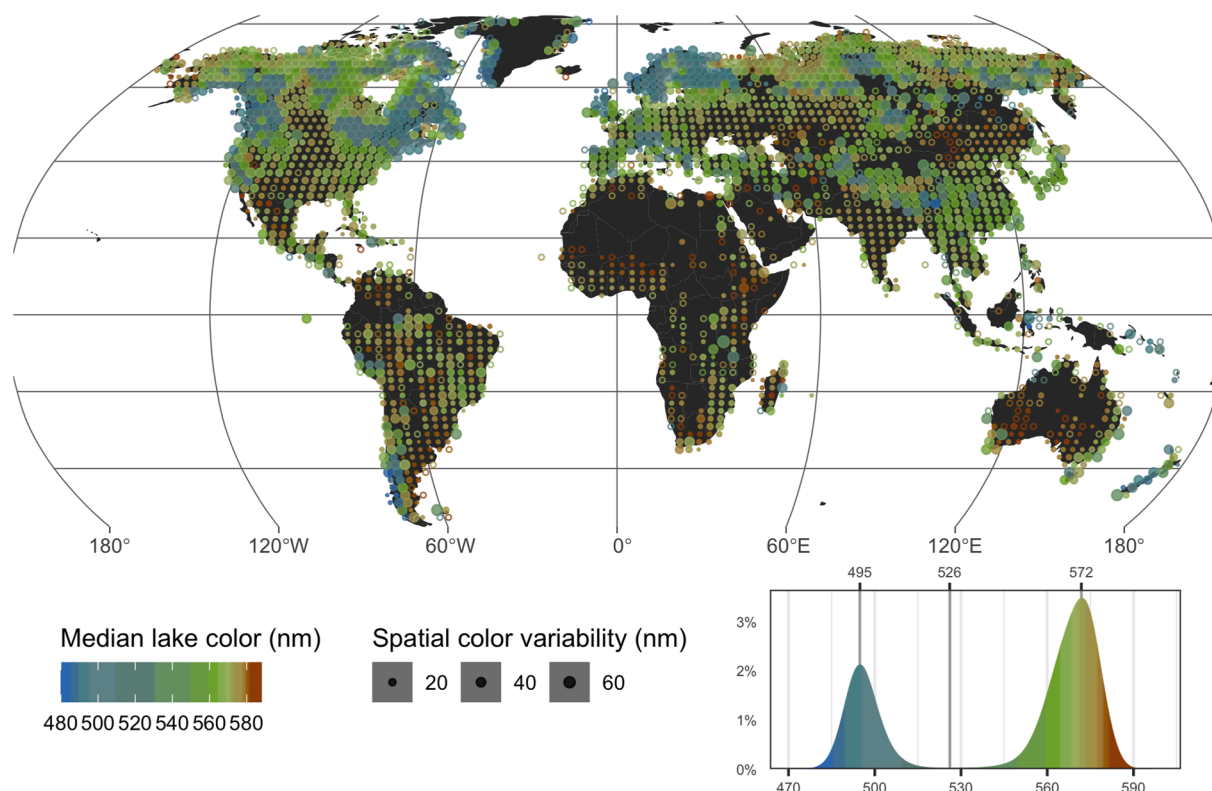 180°
120°W
60°W
0°
60°E
120°E
180°
495
526
572
Median lake color (nm)
480 500 520 540 560 580
Spatial color variability (nm)
20
40
60
3%
2%
1%
0%
470
500
530
560
590